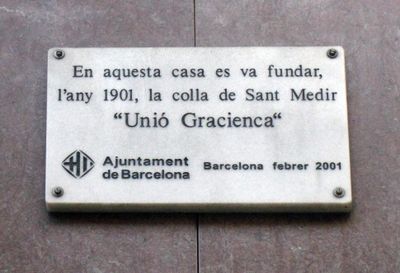 En aquesta casa es va fundar,
l'any 1901, la colla de Sant Medir
“Unió Gracienca“
Ajuntament
de Barcelona
Barcelona febrer 2001